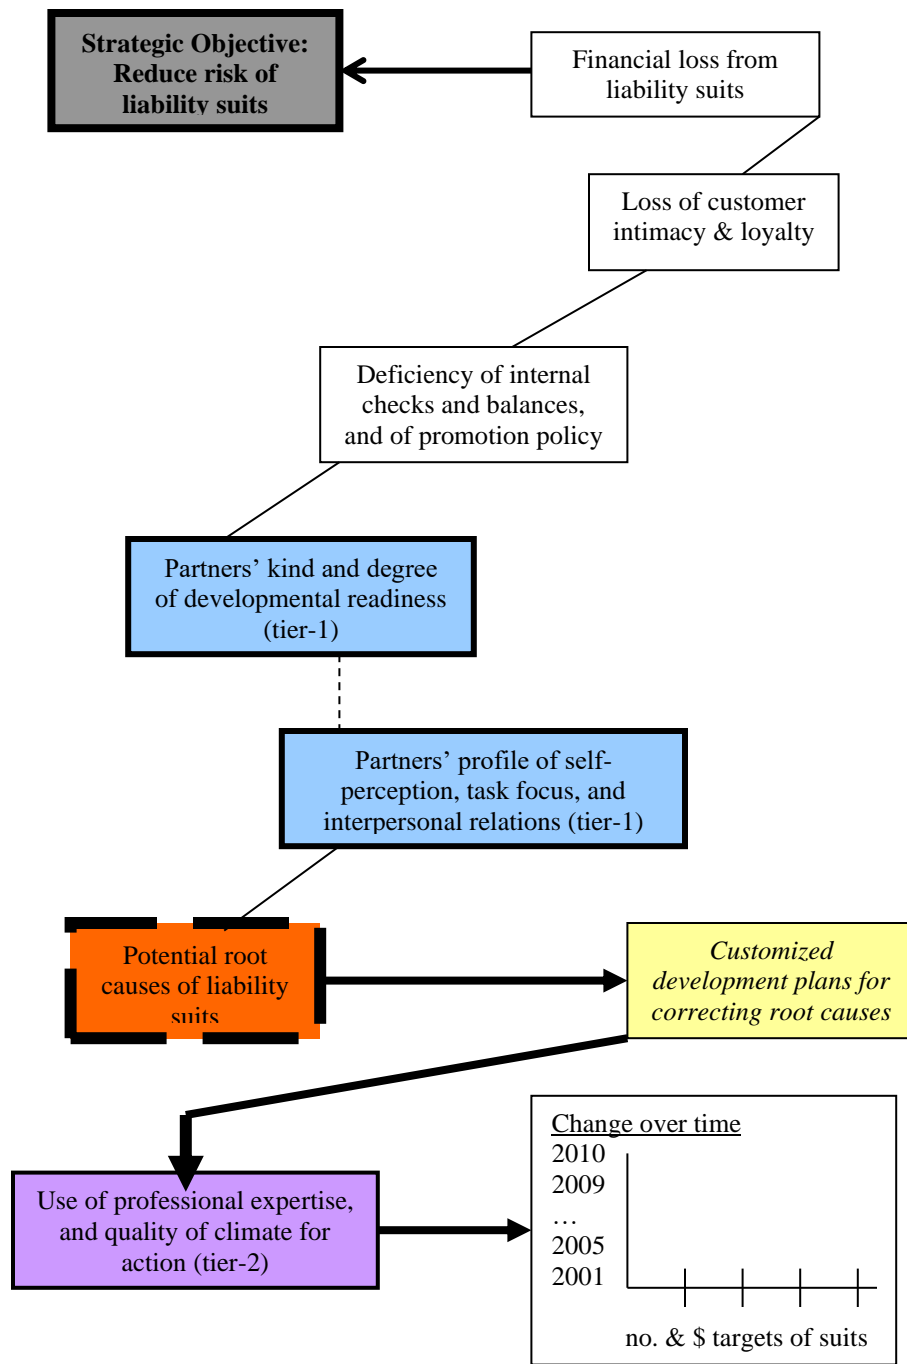 Strategic Objective:
Reduce risk of
liability suits
Financial loss from
liability suits
Loss of customer
intimacy & loyalty
Deficiency of internal
checks and balances,
and of promotion policy
Partners’ kind and degree
of developmental readiness
(tier-1)
Partners’ profile of self-
perception, task focus, and
interpersonal relations (tier-1)
Potential root
causes of liability
suits
Customized
development plans for
correcting root causes
Use of professional expertise,
and quality of climate for
action (tier-2)
Change over time
2010
2009
…
2005
2001
no. & $ targets of suits